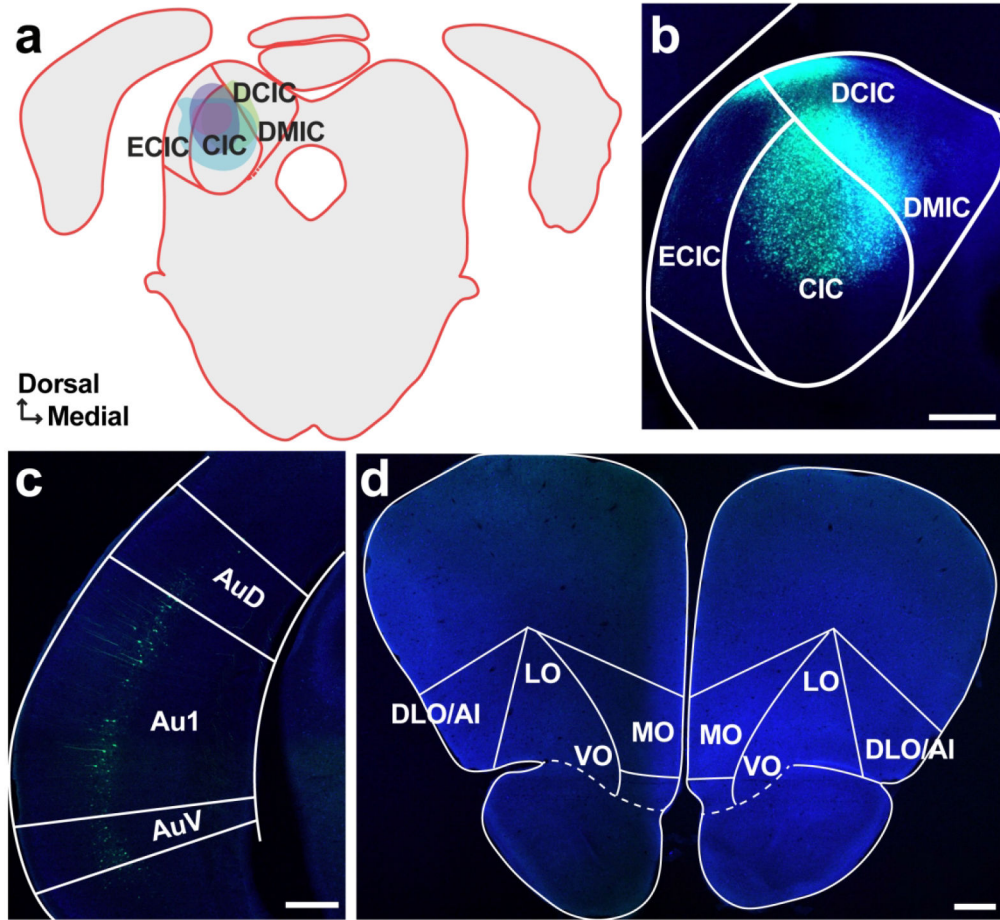 a
DCIC
DMIC
ECIC
CIC
Dorsal
Medial
b
DCIC
DMIC
ECIC
CIC
c
AuD
Au1
AuV
d
LO
DLO/AI
MO
VO
LO
MO
VO
DLO/AI